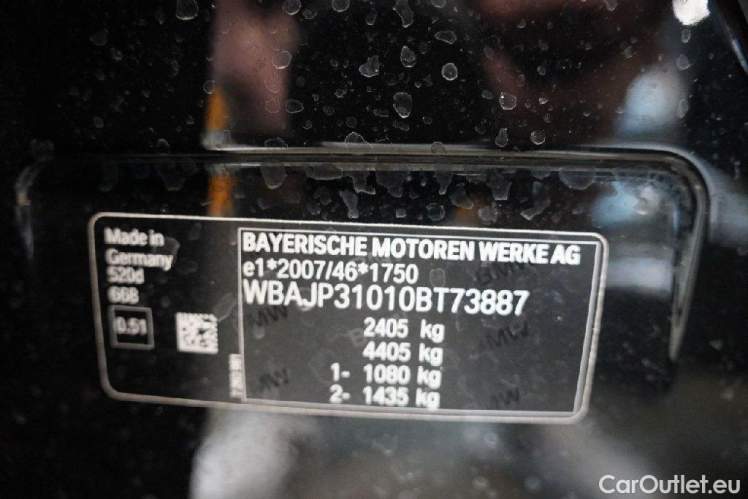 Made in
Germany
520d
668
0.51
BAYERISCHE MOTOREN WERKE AG
e1*2007/46*1750
WBAJP31010BT73887
2405 kg
4405 kg
1- 1080 kg
2- 1435 kg
CarOutlet.eu